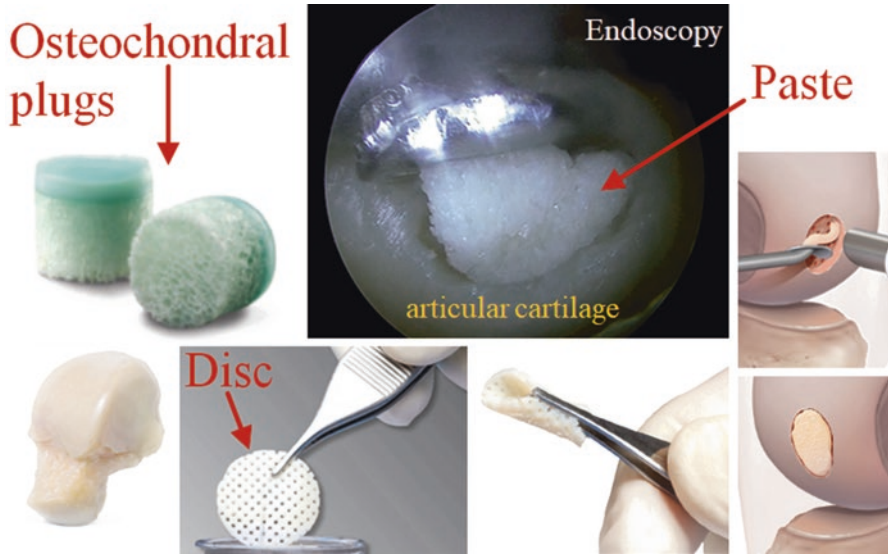 Osteochondral
plugs
Endoscopy
Paste
articular cartilage
Disc